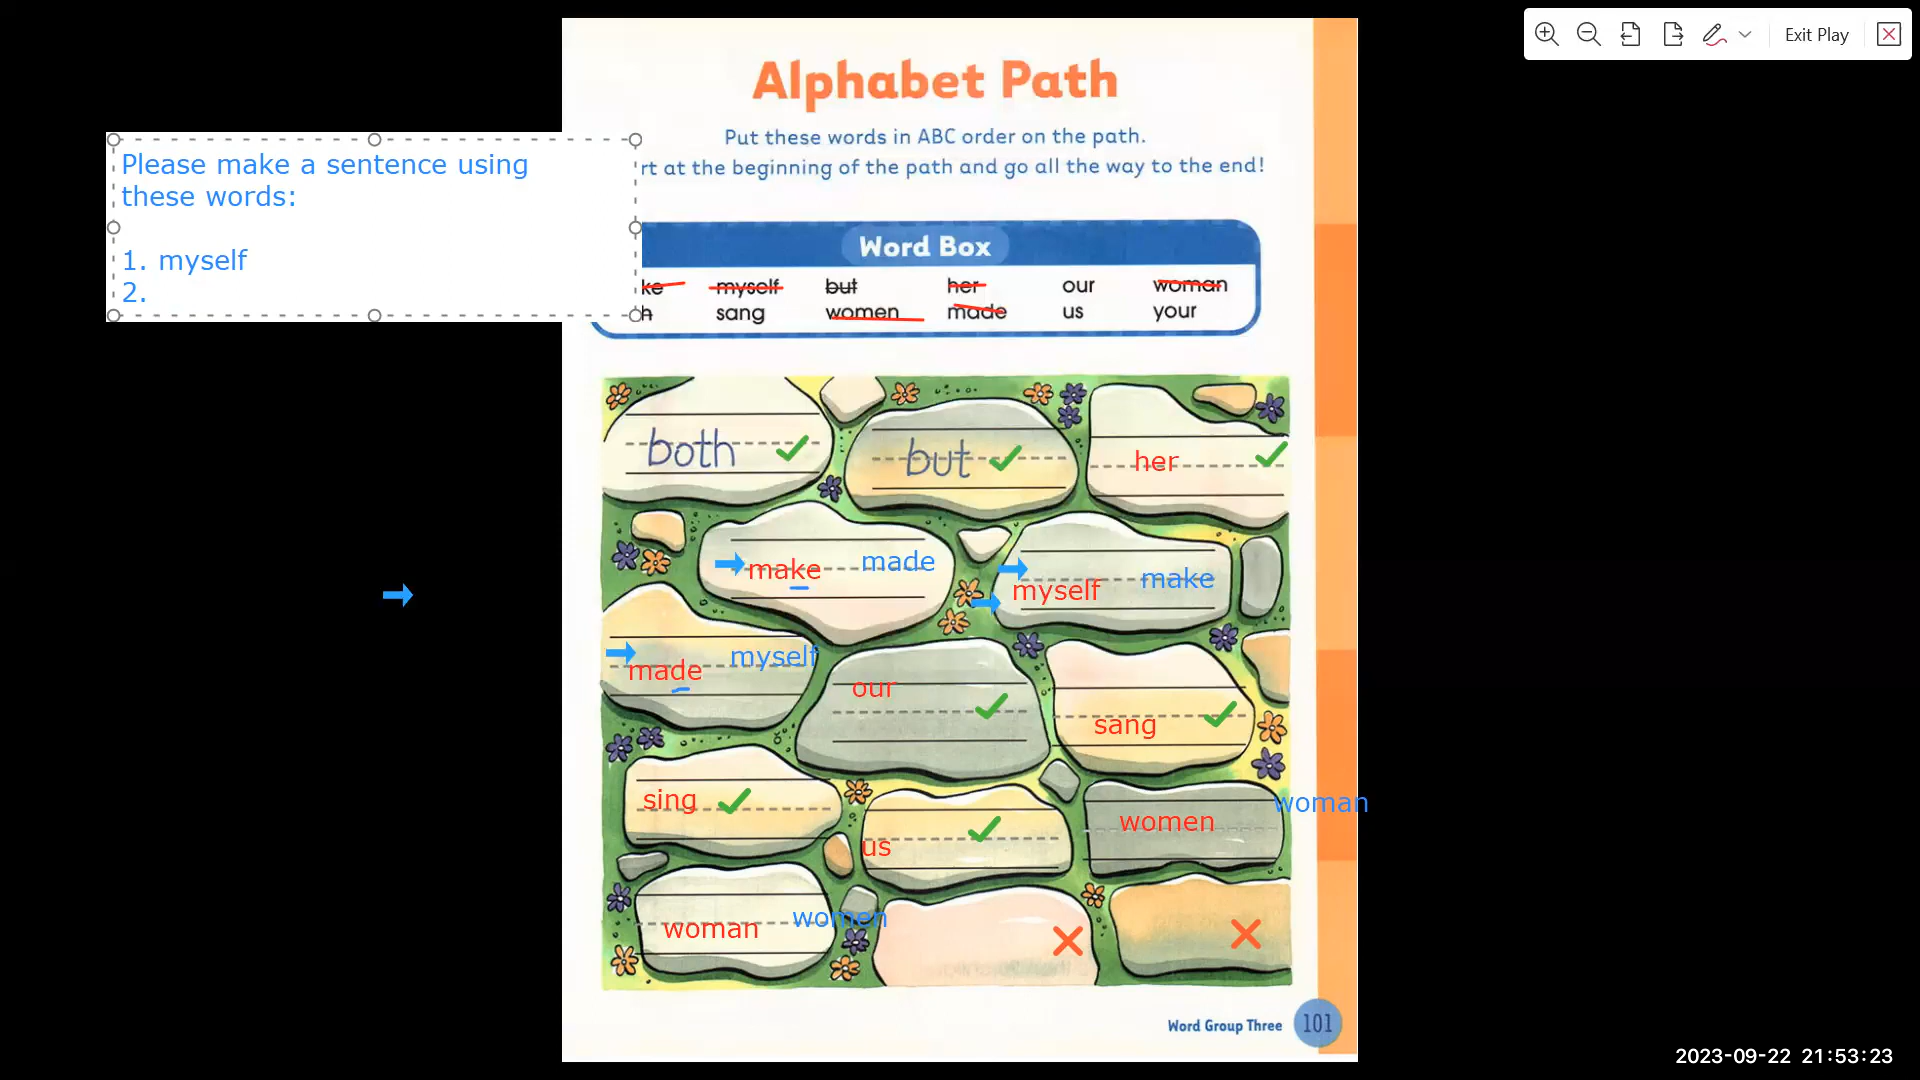 Exit Play
Alphabet Path
Put these words in ABC order on the path.
rt at the beginning of the path and go all the way to the end!
Please make a sentence using
these words:
1. myself
2.
Word Box
ke myself but her our woman
h sang women made us your
both but her
make made myself make
made myself our sang
sing us women woman
woman women
Word Group Three 101
2023-09-22 21:53:23